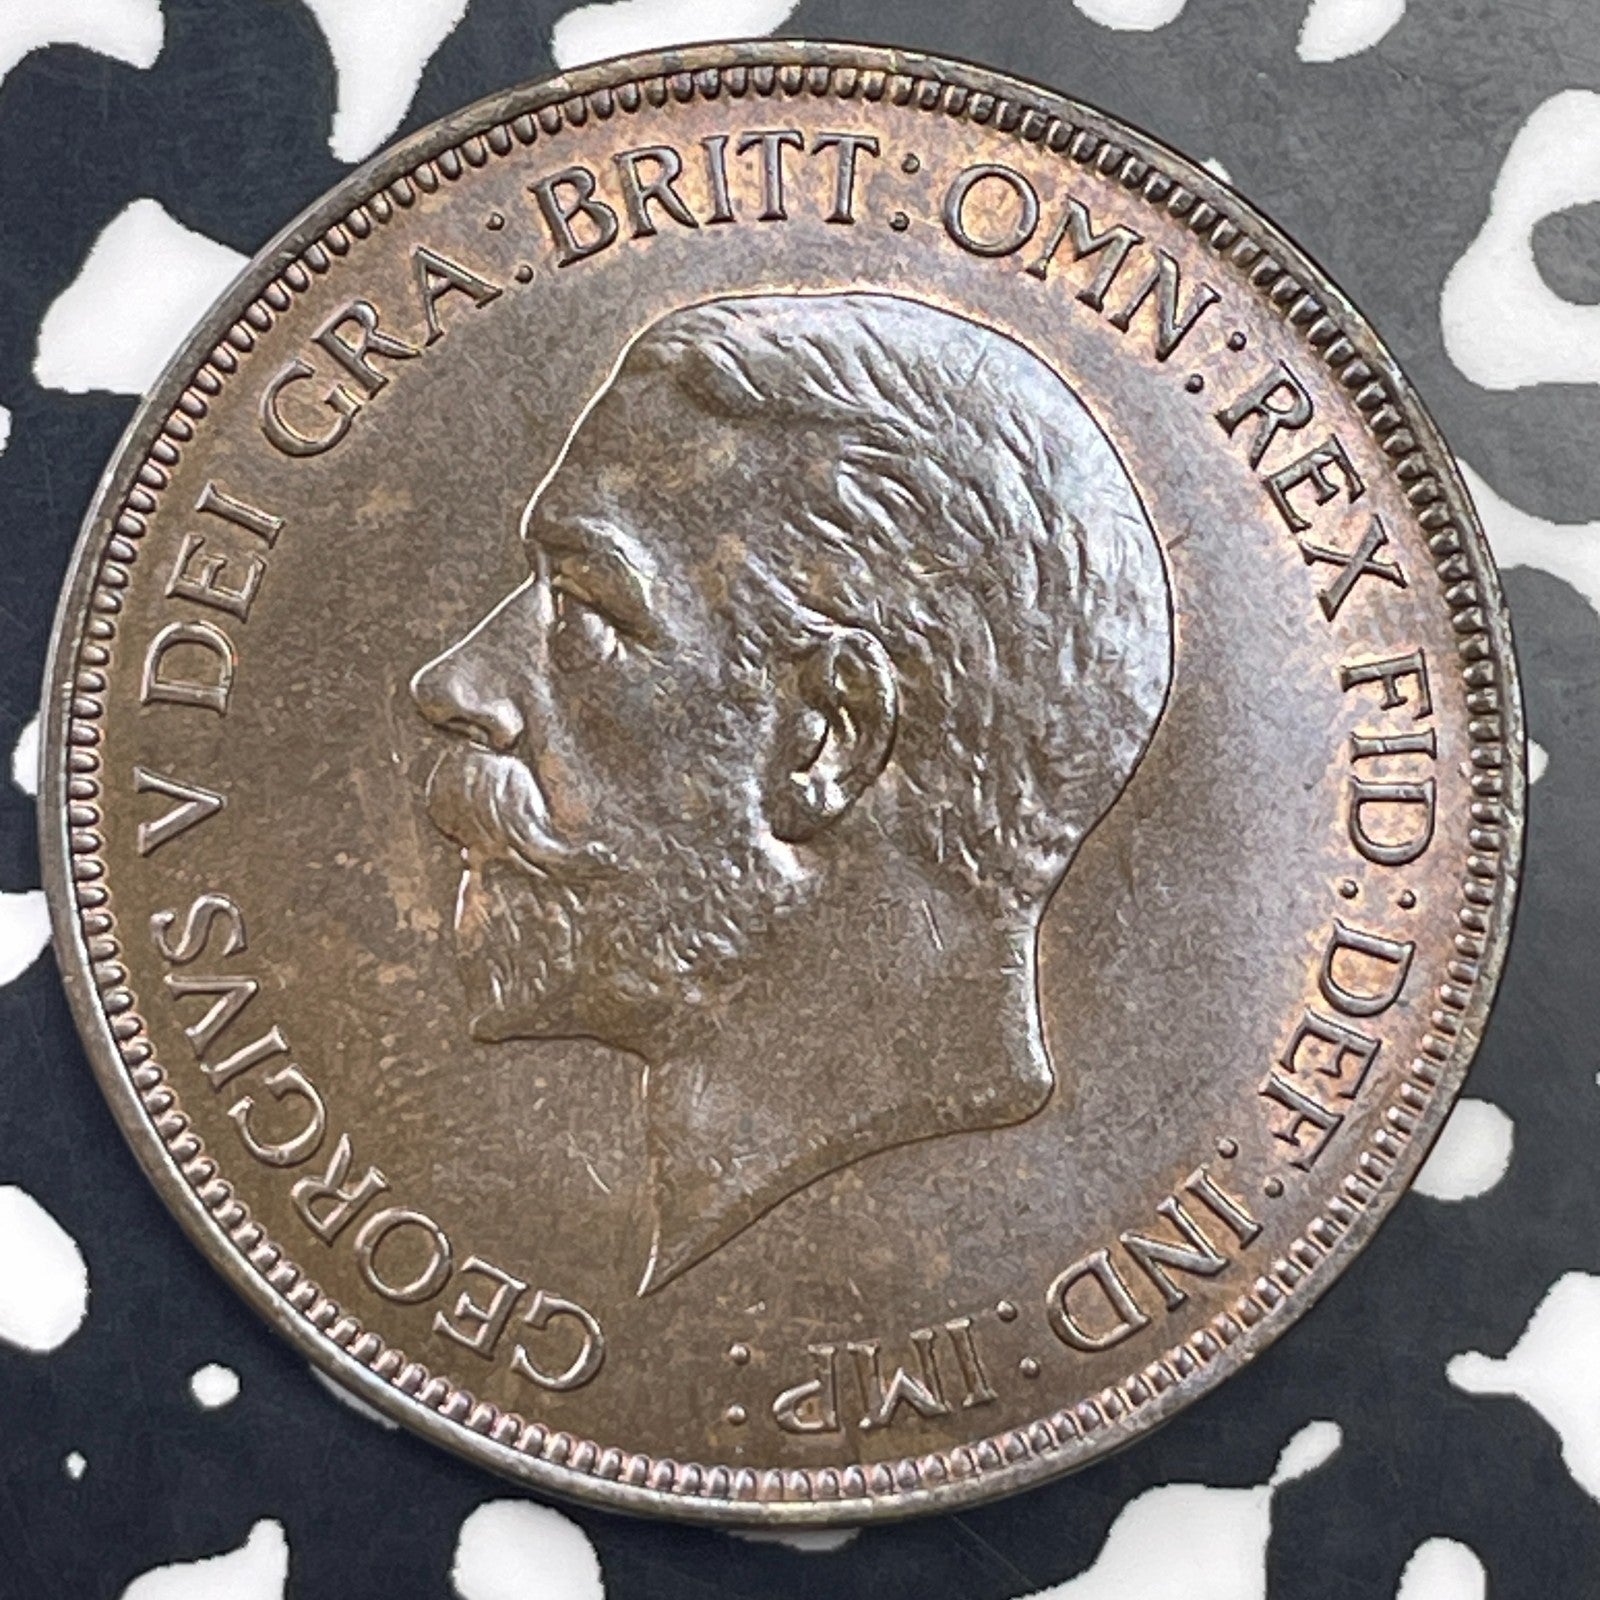 GEORGIVS V DEI GRA: BRITT: OMN: REX FID: DEF: IND: IMP: